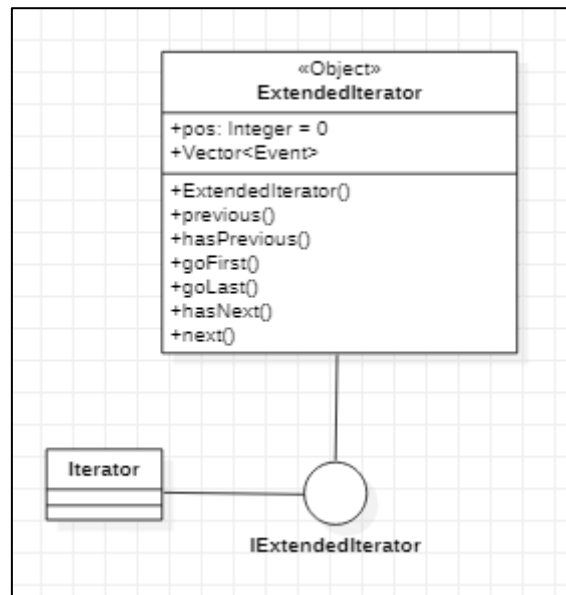 «Object»
ExtendedIterator
+pos: Integer = 0
+Vector<Event>
+ExtendedIterator()
+previous()
+hasPrevious()
+goFirst()
+goLast()
+hasNext()
+next()
Iterator
IExtendedIterator